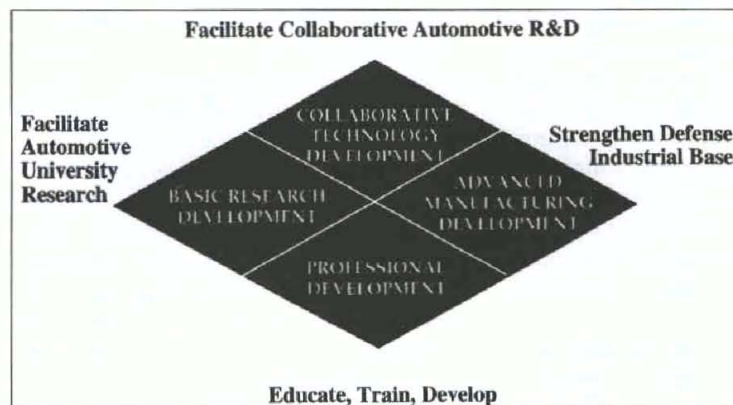 Facilitate Collaborative Automotive R&D
COLLABORATIVE
TECHNOLOGY
DEVELOPMENT
Facilitate
Automotive
University
Research
Strengthen Defense
Industrial Base
BASIC RESEARCH
DEVELOPMENT
ADVANCED
MANUFACTURING
DEVELOPMENT
PROFESSIONAL
DEVELOPMENT
Educate, Train, Develop